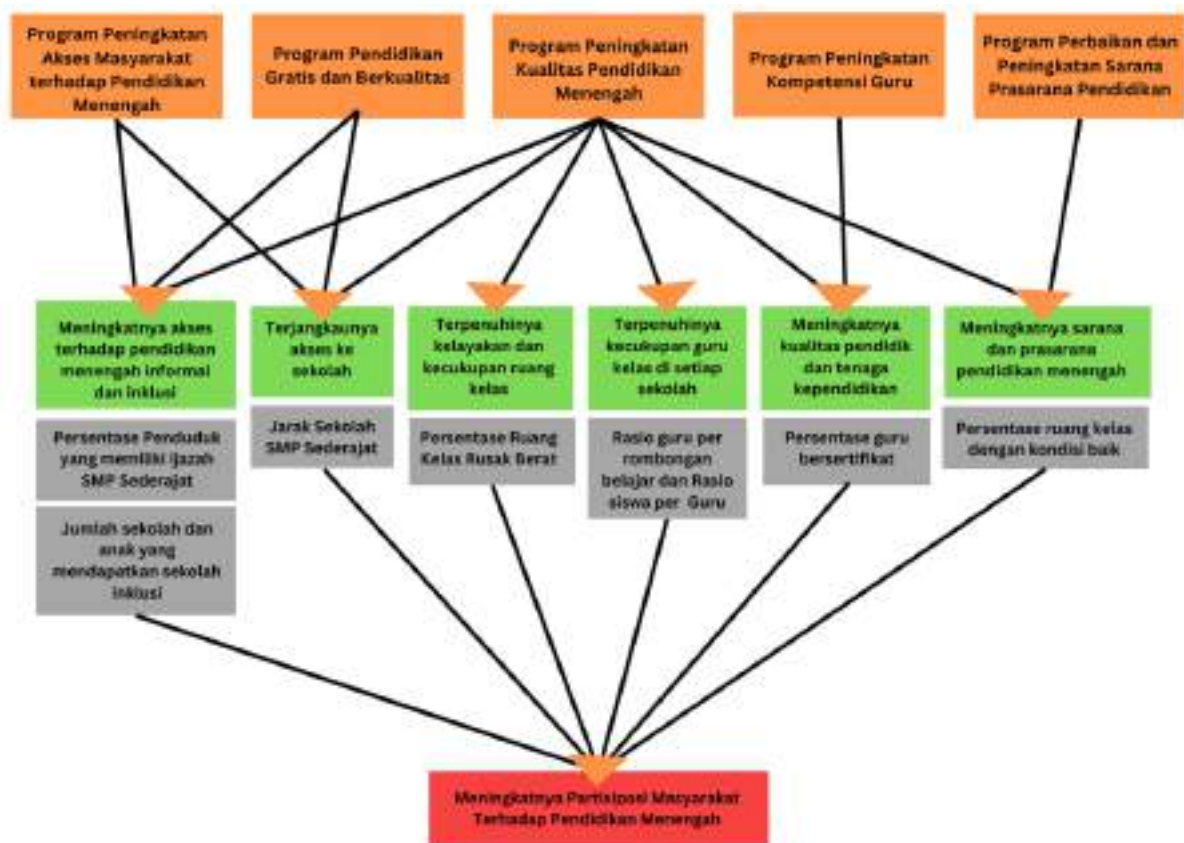 Program Peningkatan
Akses Masyarakat
terhadap Pendidikan
Menengah
Program Pendidikan
Gratis dan Berkualitas
Program Peningkatan
Kualitas Pendidikan
Menengah
Program Peningkatan
Kompetensi Guru
Program Perbaikan dan
Peningkatan Sarana
Prasarana Pendidikan
Meningkatnya akses
terhadap pendidikan
menengah informal
dan inklusi
Terjangkaunya
akses ke
sekolah
Terpenuhinya
kelayakan dan
kecukupan ruang
kelas
Terpenuhinya
kecukupan guru
kelas di setiap
sekolah
Meningkatnya
kualitas pendidik
dan tenaga
kependidikan
Meningkatnya sarana
dan prasarana
pendidikan menengah
Persentase Penduduk
yang memiliki Ijazah
SMP Sederajat
Jarak Sekolah
SMP Sederajat
Persentase Ruang
Kelas Rusak Berat
Rasio guru per
rombongan
belajar dan Rasio
siswa per Guru
Persentase guru
bersertifikat
Persentase ruang kelas
dengan kondisi baik
Jumlah sekolah dan
anak yang
mendapatkan sekolah
inklusi
Meningkatnya Partisipasi Masyarakat
Terhadap Pendidikan Menengah